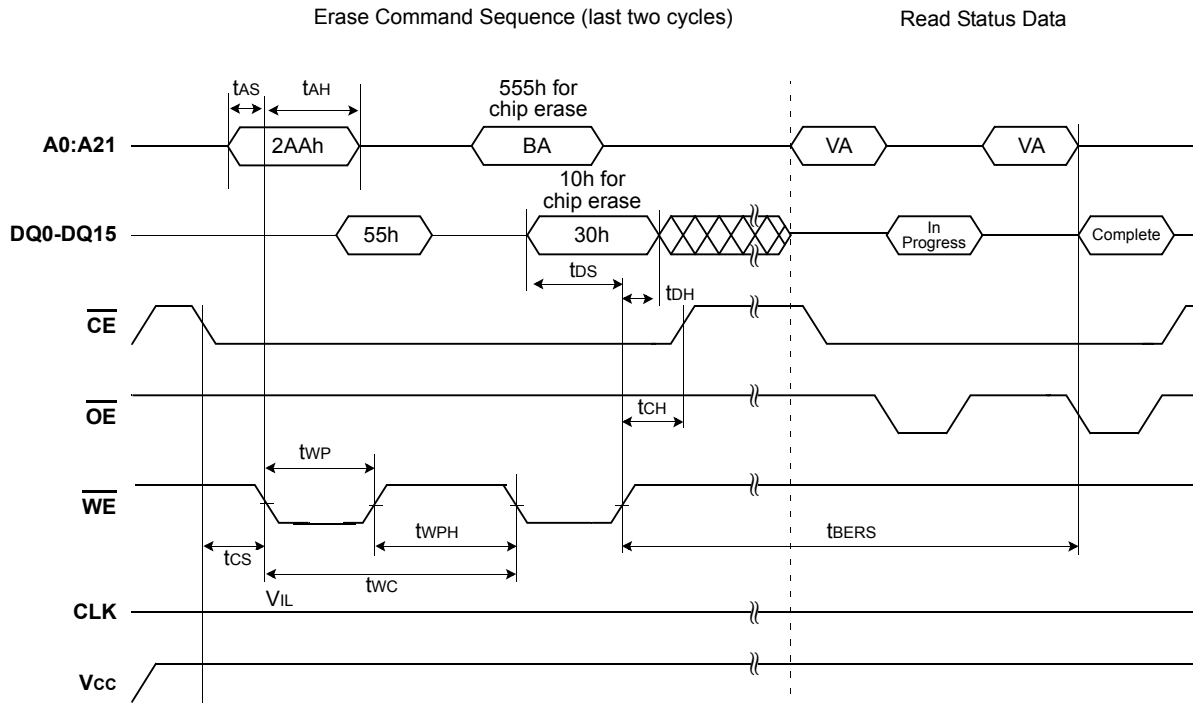 Erase Command Sequence (last two cycles)
Read Status Data
tAS
tAH
555h for
chip erase
A0:A21
2AAh
BA
VA
VA
10h for
chip erase
DQ0-DQ15
55h
30h
In
Progress
Complete
tDS
tDH
CE
OE
tCH
tWP
WE
tWPH
tBERS
tCS
tWC
VIL
CLK
VCC